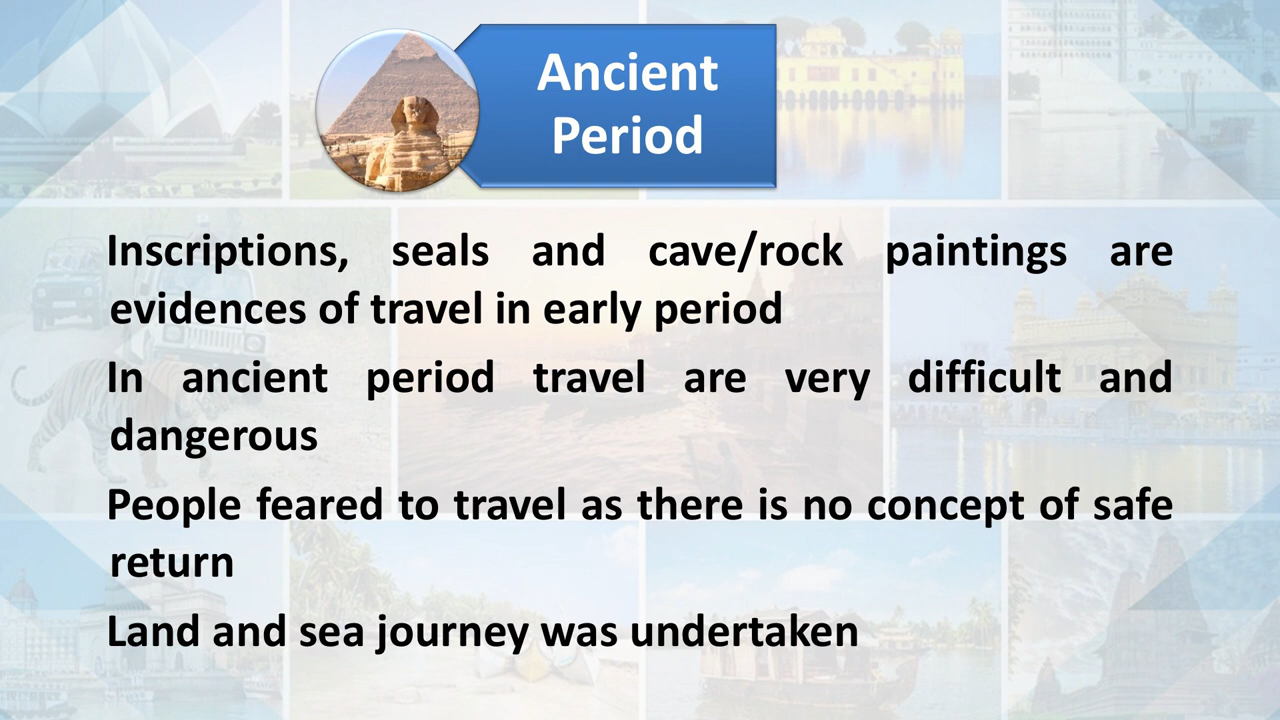 Ancient
Period
Inscriptions, seals and cave/rock paintings are
evidences of travel in early period
In ancient period travel are very difficult and
dangerous
People feared to travel as there is no concept of safe
return
Land and sea journey was undertaken